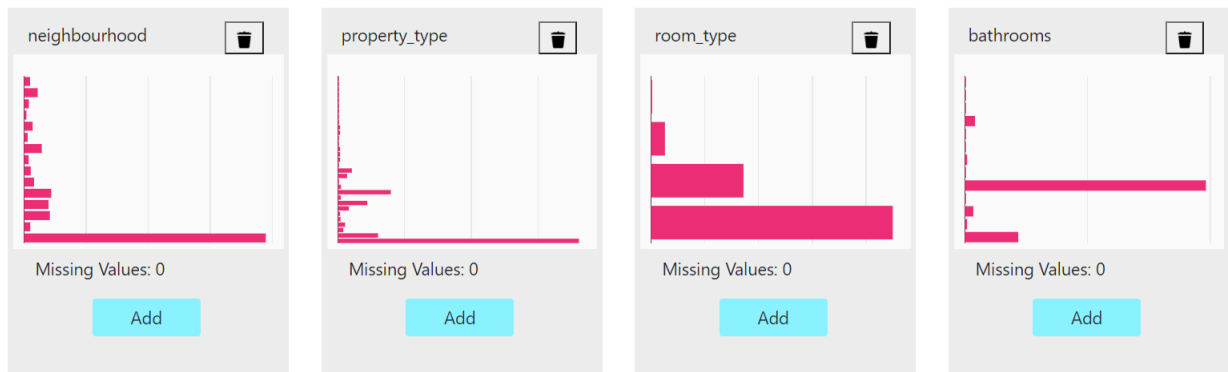 neighbourhood
property_type
room_type
bathrooms
Missing Values: 0
Missing Values: 0
Missing Values: 0
Missing Values: 0
Add
Add
Add
Add